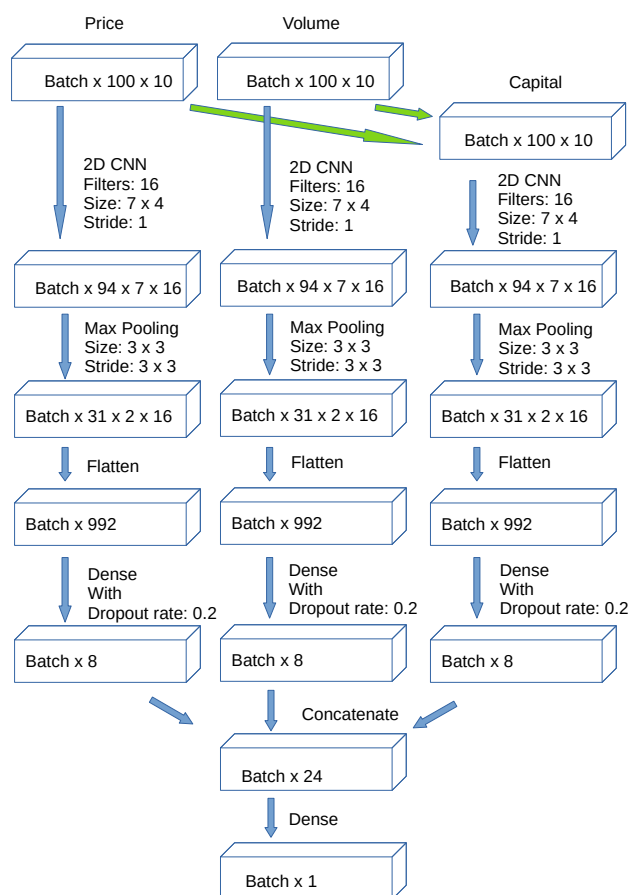 Price
Volume
Capital
Batch x 100 x 10
Batch x 100 x 10
Batch x 100 x 10
2D CNN
Filters: 16
Size: 7 x 4
Stride: 1
2D CNN
Filters: 16
Size: 7 x 4
Stride: 1
2D CNN
Filters: 16
Size: 7 x 4
Stride: 1
Batch x 94 x 7 x 16
Batch x 94 x 7 x 16
Batch x 94 x 7 x 16
Max Pooling
Size: 3 x 3
Stride: 3 x 3
Max Pooling
Size: 3 x 3
Stride: 3 x 3
Max Pooling
Size: 3 x 3
Stride: 3 x 3
Batch x 31 x 2 x 16
Batch x 31 x 2 x 16
Batch x 31 x 2 x 16
Flatten
Flatten
Flatten
Batch x 992
Batch x 992
Batch x 992
Dense
With
Dropout rate: 0.2
Dense
With
Dropout rate: 0.2
Dense
With
Dropout rate: 0.2
Batch x 8
Batch x 8
Batch x 8
Concatenate
Batch x 24
Dense
Batch x 1